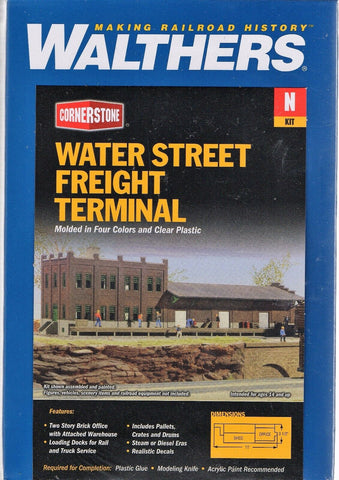 MAKING RAILROAD HISTORY™
WALTHERS®
CORNERSTONE®
N
KIT
WATER STREET
FREIGHT
TERMINAL
Molded in Four Colors and Clear Plastic
Kit shown assembled and painted
Figures, vehicles, scenery items and railroad equipment not included.
Intended for ages 14 and up
Features:
• Two Story Brick Office
with Attached Warehouse
• Loading Docks for Rail
and Truck Service
• Includes Pallets,
Crates and Drums
• Steam or Diesel Eras
• Realistic Decals
DIMENSIONS
SHED
OFFICE
Required for Completion: Plastic Glue • Modeling Knife • Acrylic Paint Recommended